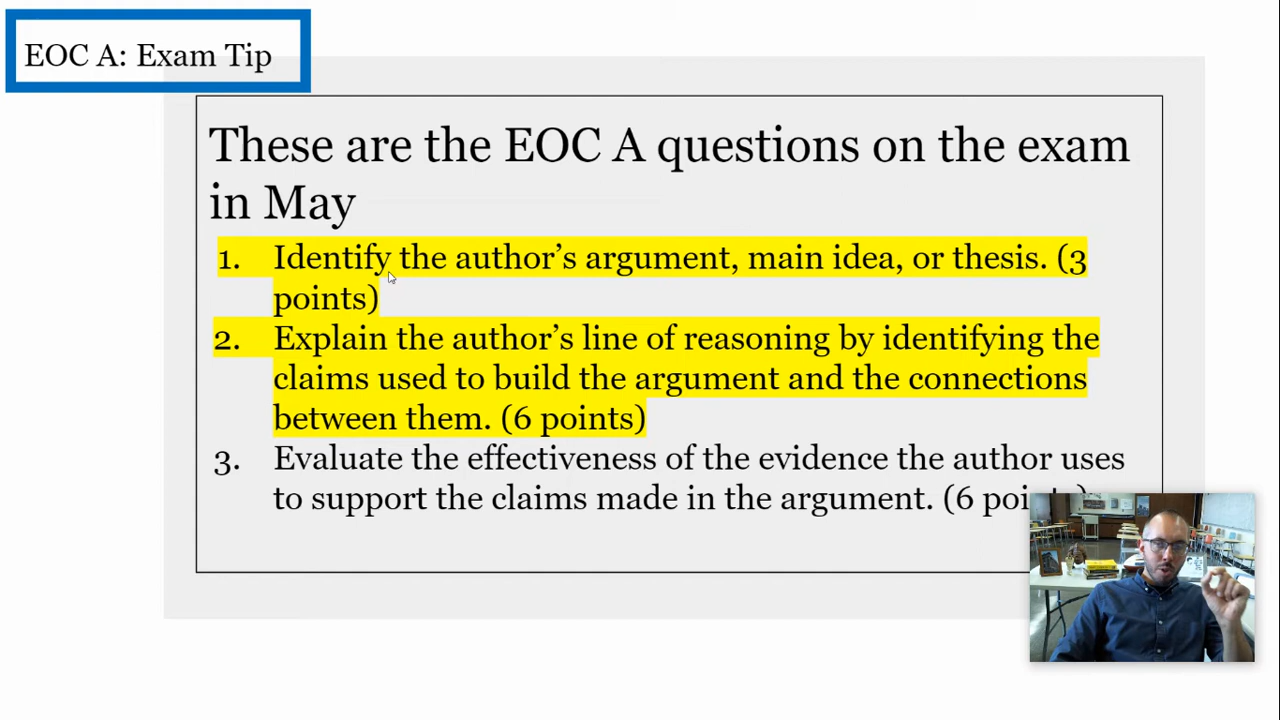 EOC A: Exam Tip
These are the EOC A questions on the exam
in May
1. Identify the author’s argument, main idea, or thesis. (3
points)
2. Explain the author’s line of reasoning by identifying the
claims used to build the argument and the connections
between them. (6 points)
3. Evaluate the effectiveness of the evidence the author uses
to support the claims made in the argument. (6